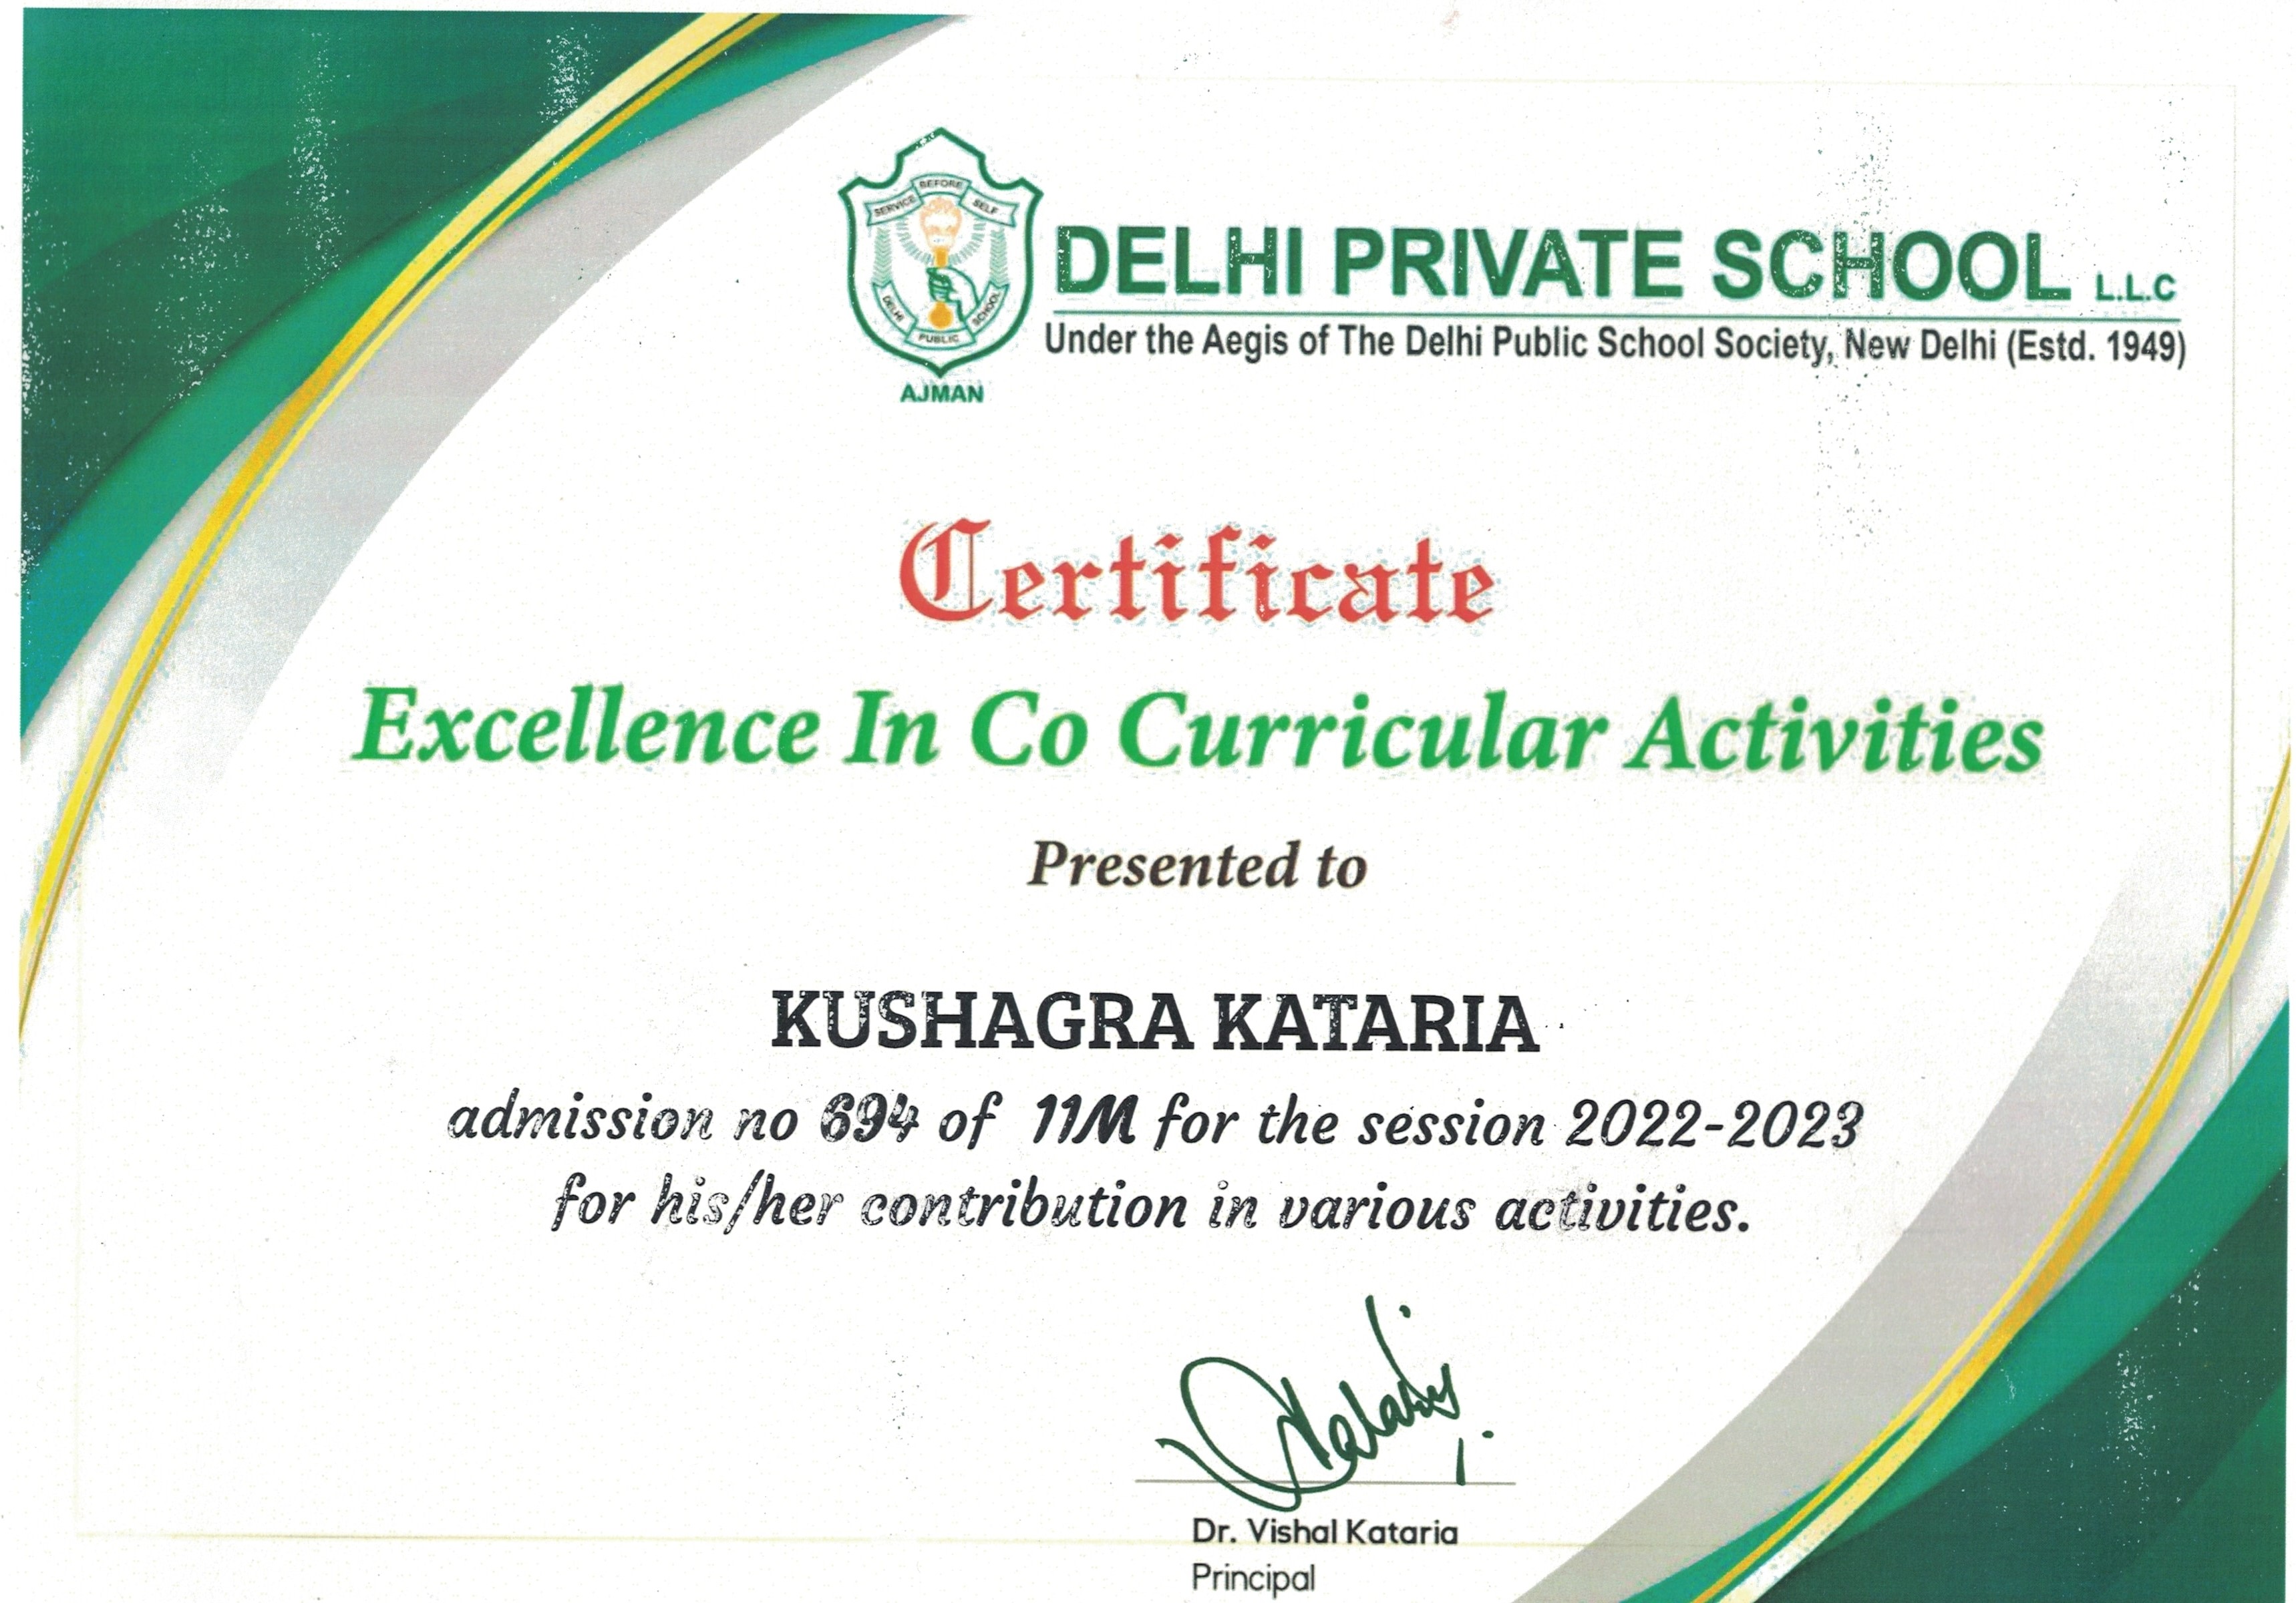 SERVICE BEFORE SELF
DELHI PUBLIC SCHOOL
AJMAN
DELHI PRIVATE SCHOOL L.L.C
Under the Aegis of The Delhi Public School Society, New Delhi (Estd. 1949)
Certificate
Excellence In Co Curricular Activities
Presented to
KUSHAGRA KATARIA
admission no 694 of 11M for the session 2022-2023
for his/her contribution in various activities.
Dr. Vishal Kataria
Principal